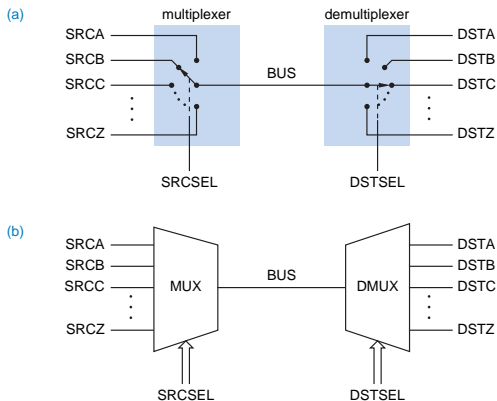 (a)
multiplexer
demultiplexer
SRCA
SRCB
SRCC
SRCZ
BUS
DSTA
DSTB
DSTC
DSTZ
SRCSEL
DSTSEL
(b)
SRCA
SRCB
SRCC
SRCZ
MUX
BUS
DMUX
DSTA
DSTB
DSTC
DSTZ
SRCSEL
DSTSEL